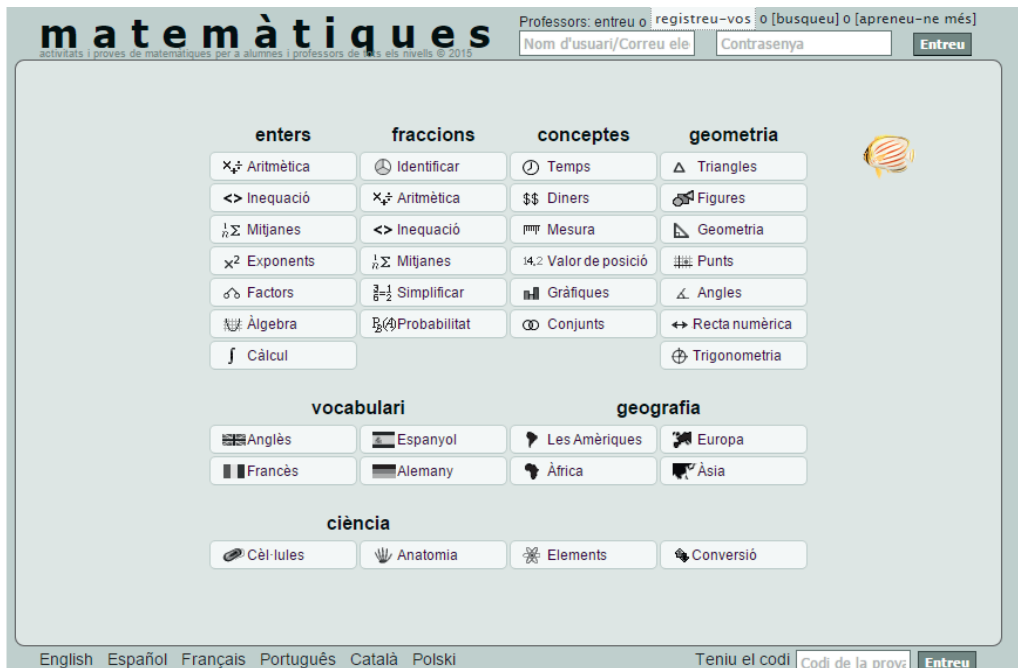 matemàtiques
activitats i proves de matemàtiques per a alumnes i professors de tots els nivells © 2015
Professors: entreu o registreu-vos o [busqueu] o [apreneu-ne més]
Nom d'usuari/Correu ele Contrasenya Entreu
enters fraccions conceptes geometria
Aritmètica Identificar Temps Triangles
Inequació Aritmètica $$ Diners Figures
Mitjanes Inequació Mesura Geometria
x² Exponents Mitjanes 14,2 Valor de posició Punts
Factors Simplificar Gràfiques Angles
Àlgebra Probabilitat Conjunts Recta numèrica
∫ Càlcul Trigonometria
vocabulari geografia
Anglès Espanyol Les Amèriques Europa
Francès Alemany Àfrica Àsia
ciència
Cèl·lules Anatomia Elements Conversió
English Español Français Português Català Polski
Teniu el codi Codi de la prova Entreu